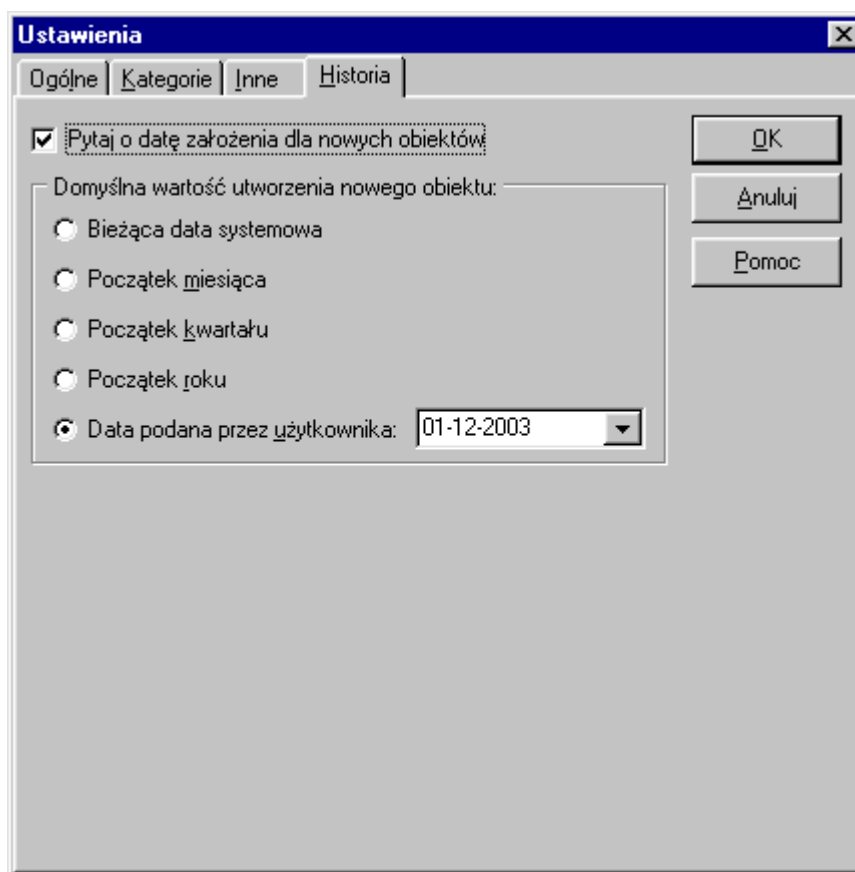 Ustawienia
Ogólne Kategorie Inne Historia
Pytaj o datę założenia dla nowych obiektów
OK
Domyślna wartość utworzenia nowego obiektu:
Anuluj
Bieżąca data systemowa
Pomoc
Początek miesiąca
Początek kwartału
Początek roku
Data podana przez użytkownika: 01-12-2003